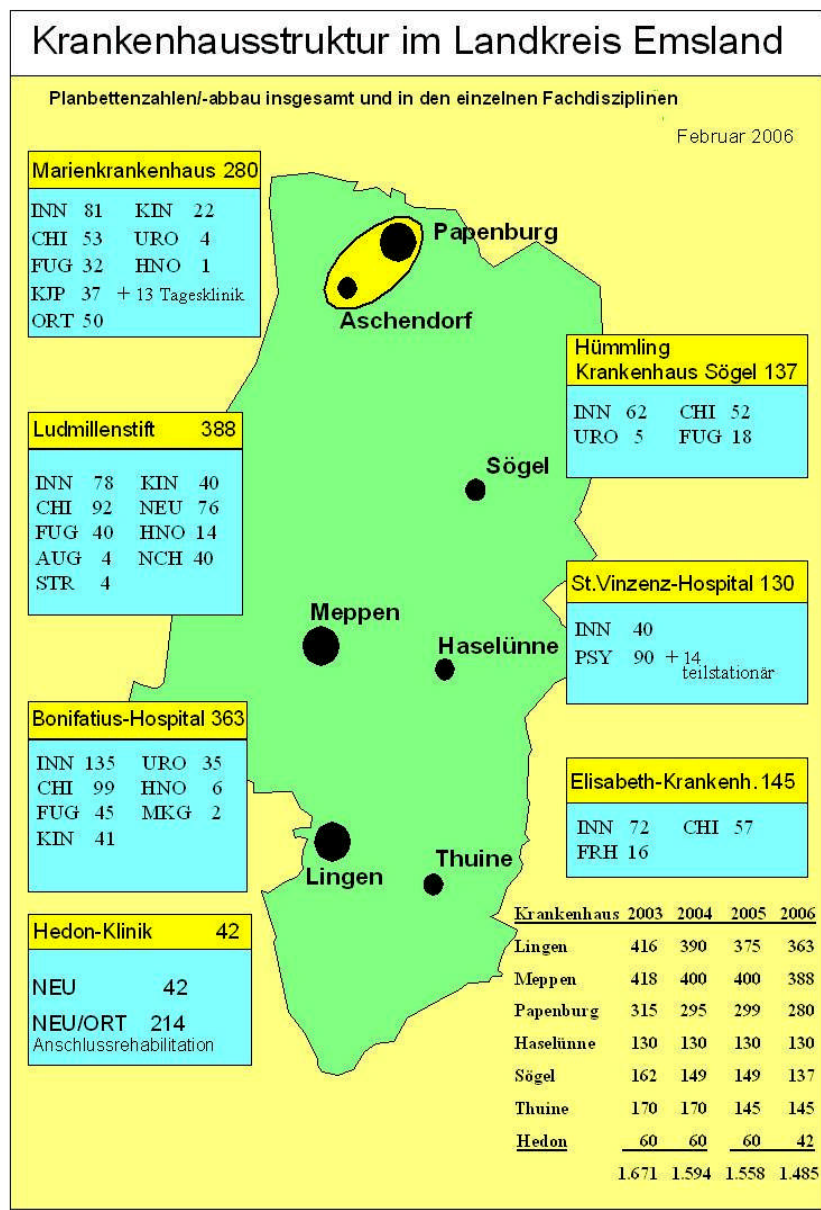 Krankenhausstruktur im Landkreis Emsland
Planbettenzahlen/-abbau insgesamt und in den einzelnen Fachdisziplinen
Februar 2006
Marienkrankenhaus 280
INN 81 KIN 22
CHI 53 URO 4
FUG 32 HNO 1
KJP 37 + 13 Tagesklinik
ORT 50
Papenburg
Aschendorf
Hümmling
Krankenhaus Sögel 137
INN 62 CHI 52
URO 5 FUG 18
Ludmillenstift 388
INN 78 KIN 40
CHI 92 NEU 76
FUG 40 HNO 14
AUG 4 NCH 40
STR 4
Sögel
St.Vinzenz-Hospital 130
INN 40
PSY 90 + 14
teilstationär
Meppen
Haselünne
Bonifatius-Hospital 363
INN 135 URO 35
CHI 99 HNO 6
FUG 45 MKG 2
KIN 41
Elisabeth-Krankenh. 145
INN 72 CHI 57
FRH 16
Lingen
Thuine
Hedon-Klinik 42
NEU 42
NEU/ORT 214
Anschlussrehabilitation
Krankenhaus 2003 2004 2005 2006
Lingen 416 390 375 363
Meppen 418 400 400 388
Papenburg 315 295 299 280
Haselünne 130 130 130 130
Sögel 162 149 149 137
Thuine 170 170 145 145
Hedon 60 60 60 42
1.671 1.594 1.558 1.485